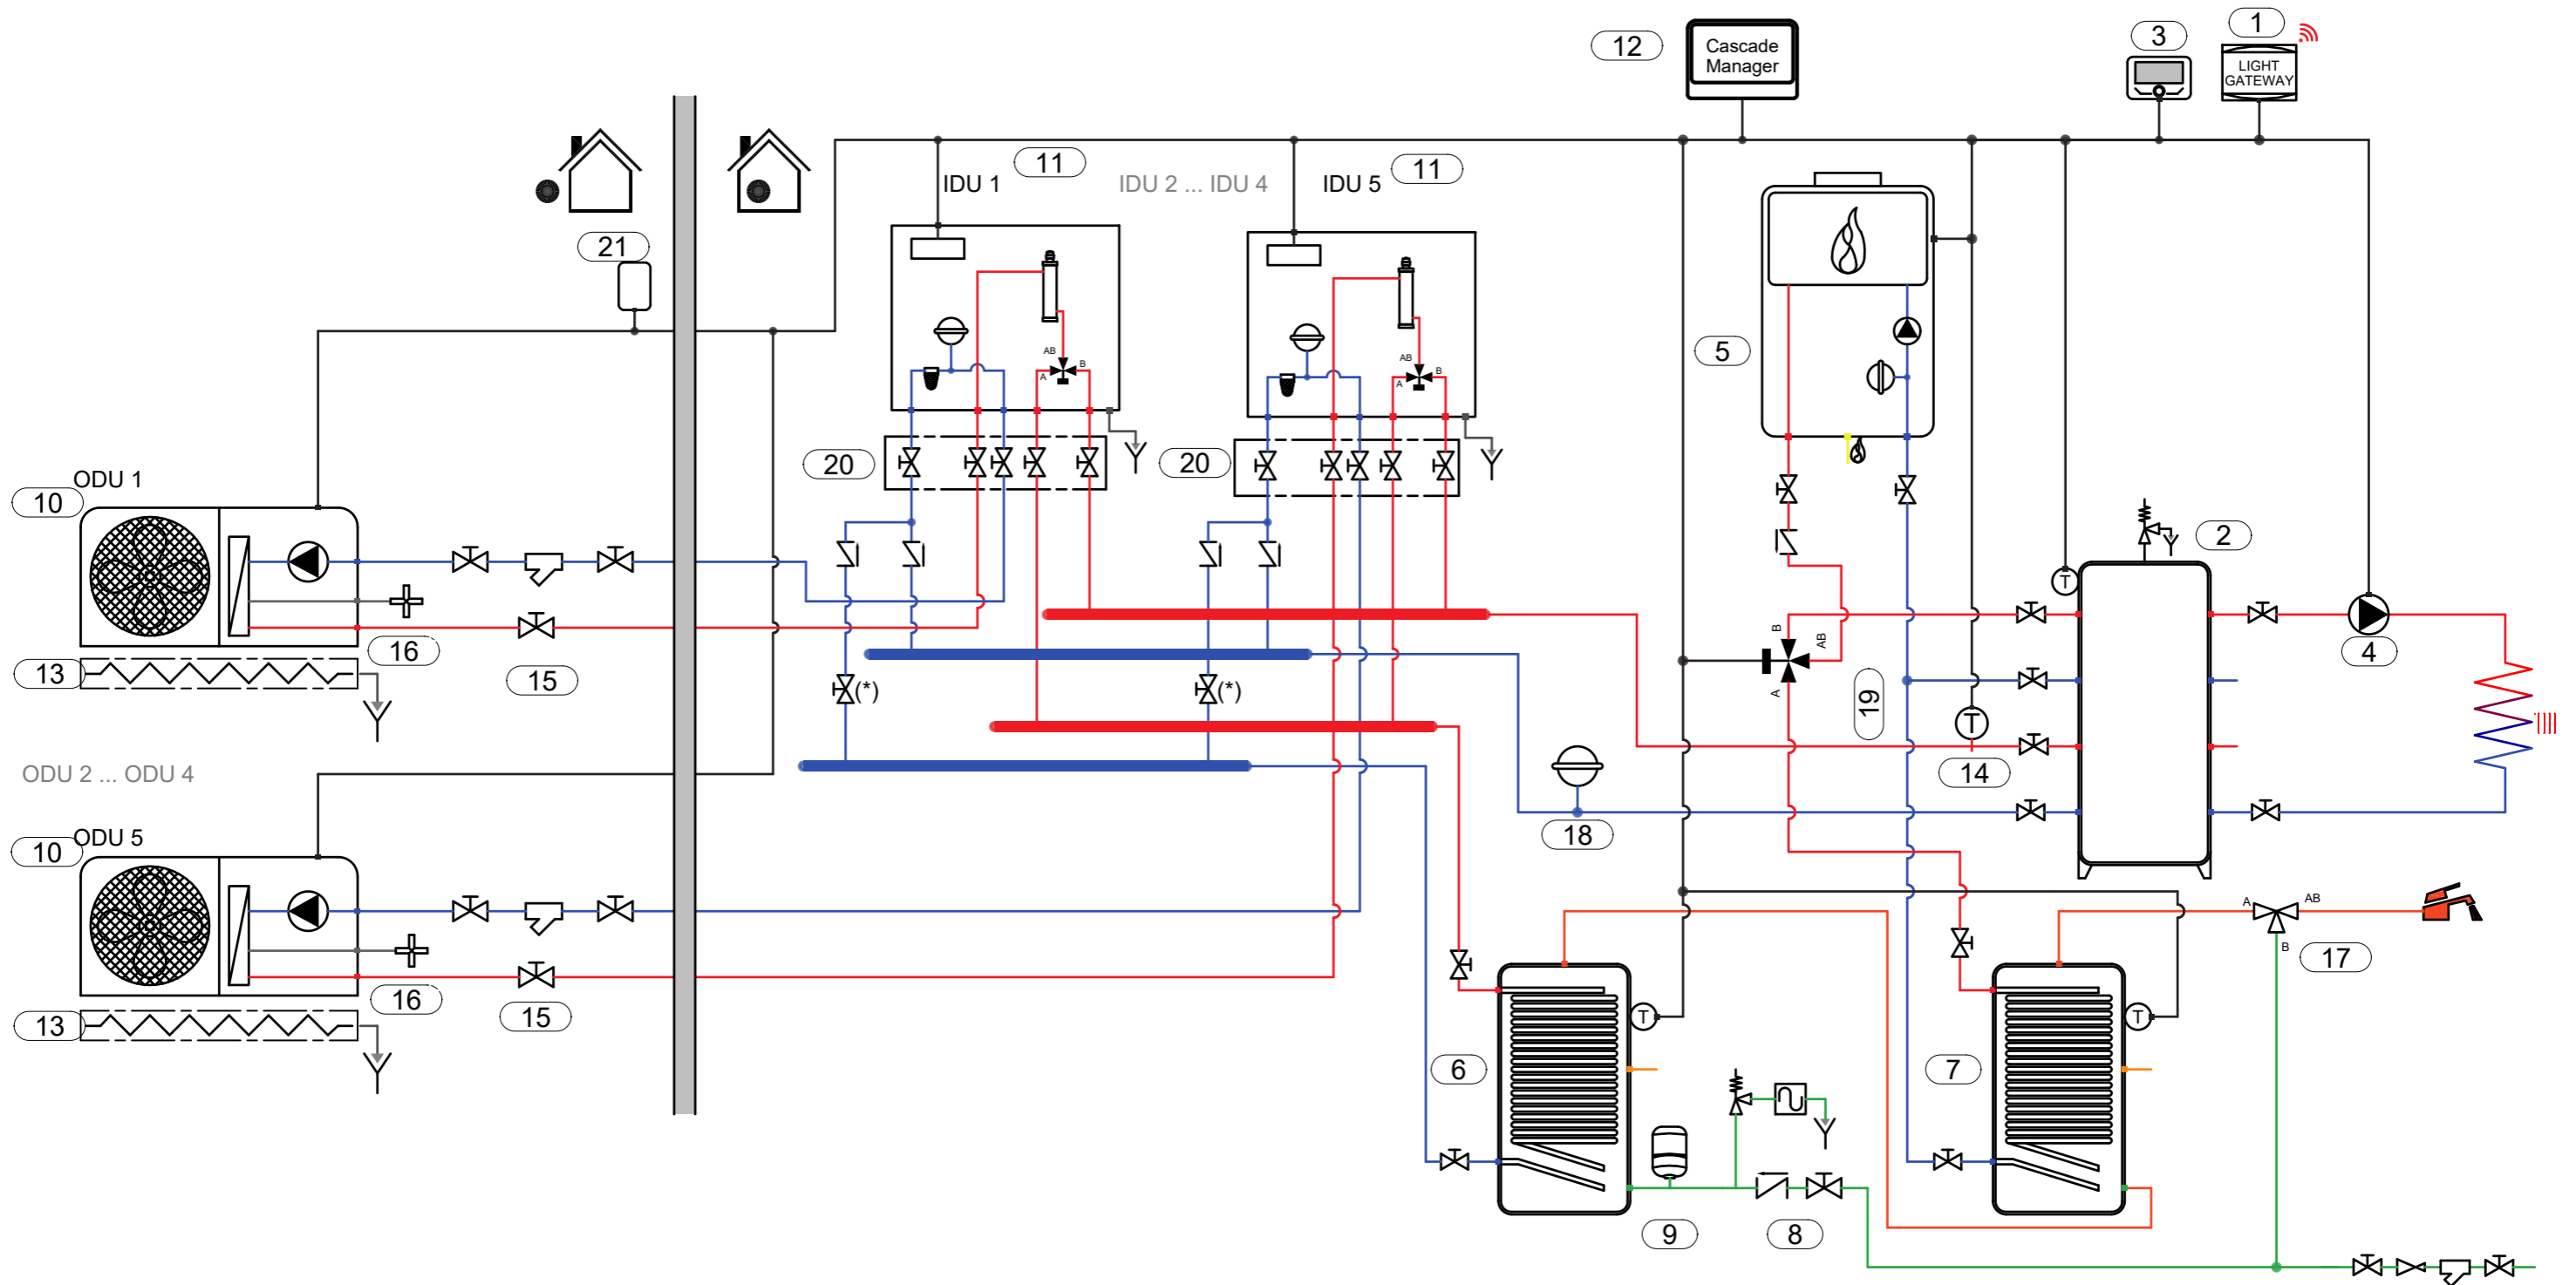 12
Cascade
Manager
3
1
LIGHT
GATEWAY
IDU 1
11
IDU 2 ... IDU 4
IDU 5
11
21
5
AB
A
B
AB
A
B
20
20
ODU 1
10
2
T
16
15
13
(*)
(*)
B
AB
A
19
T
14
4
18
ODU 2 ... ODU 4
ODU 5
10
16
15
13
A
AB
B
17
T
T
6
7
9
8